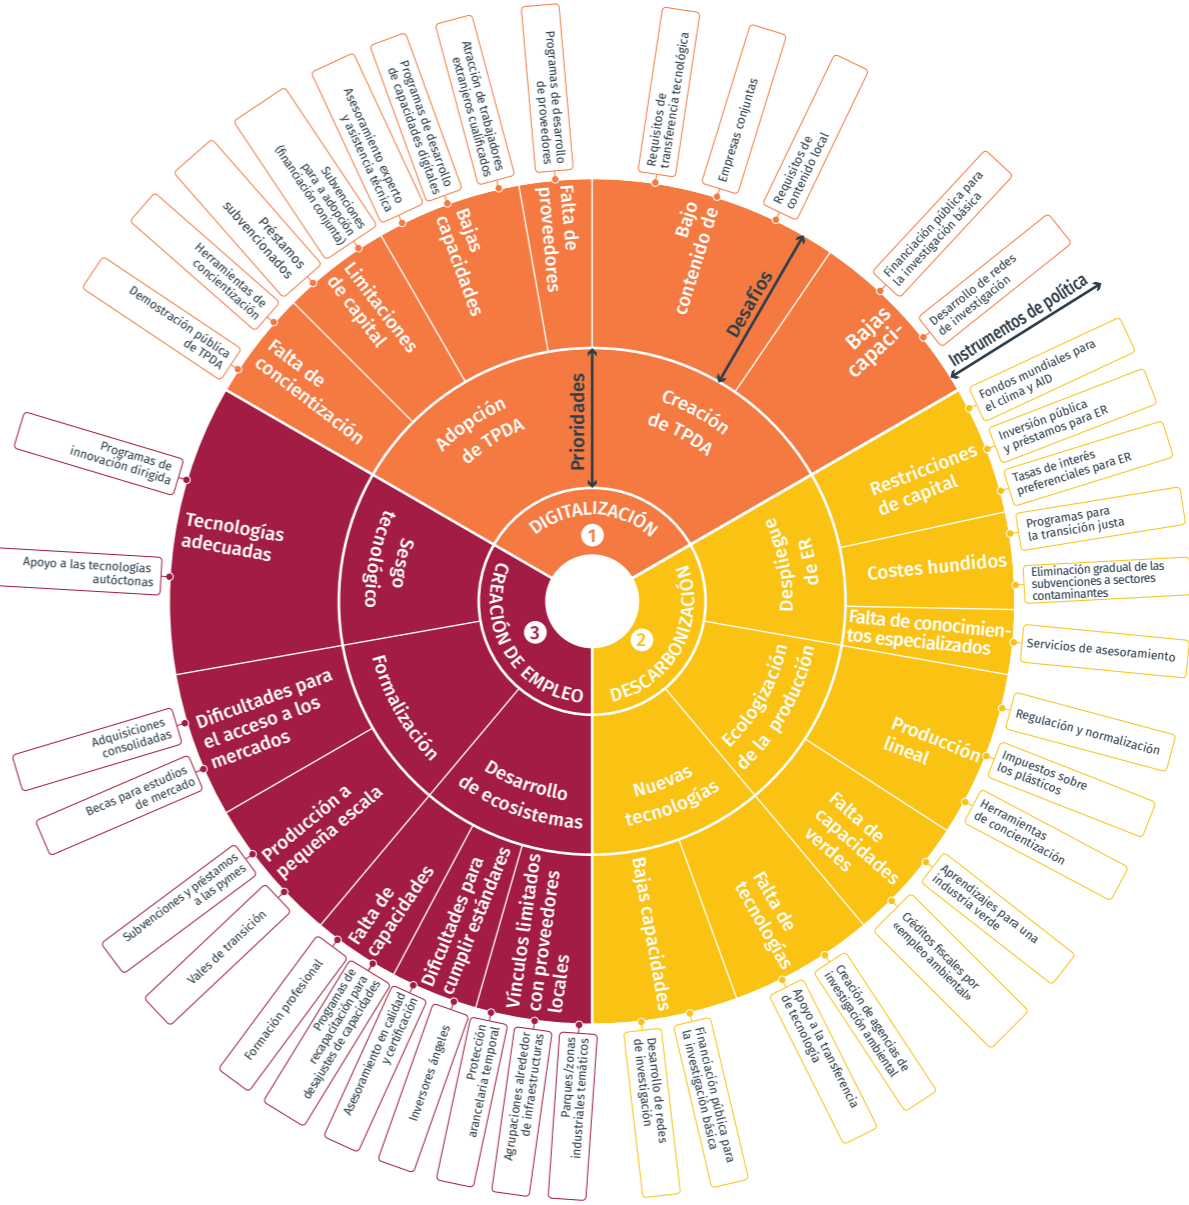 DIGITALIZACIÓN
1
Prioridades
Desafíos
Instrumentos de política
Adopción
de TPDA
Falta de
concientización
Demostración pública
de TPDA
Herramientas de
concientización
Limitaciones
de capital
Préstamos
subvencionados
Subvenciones
para a adopción
(financiación conjunta)
Bajas
capacidades
Asesoramiento experto
y asistencia técnica
Programas de desarrollo
de capacidades digitales
Atracción de trabajadores
extranjeros cualificados
Falta de
proveedores
Programas de desarrollo
de proveedores
Creación
de TPDA
Bajo
contenido de
Requisitos de
transferencia tecnológica
Empresas conjuntas
Requisitos de
contenido local
Bajas
capaci-
Financiación pública para
la investigación básica
Desarrollo de redes
de investigación
DESCARBONIZACIÓN
2
Despliegue
de ER
Restricciones
de capital
Fondos mundiales para
el clima y AID
Inversión pública
y préstamos para ER
Tasas de interés
preferenciales para ER
Costes hundidos
Programas para
la transición justa
Eliminación gradual de las
subvenciones a sectores
contaminantes
Falta de conocimien-
tos especializados
Servicios de asesoramiento
Ecologización
de la producción
Producción
lineal
Regulación y normalización
Impuestos sobre
los plásticos
Herramientas
de concientización
Falta de
capacidades
verdes
Aprendizajes para una
industria verde
Créditos fiscales por
«empleo ambiental»
Nuevas
tecnologías
Falta de
tecnologías
Creación de agencias de
investigación ambiental
Apoyo a la transferencia
de tecnología
Bajas capacidades
Financiación pública para
la investigación básica
Desarrollo de redes
de investigación
CREACIÓN DE EMPLEO
3
Desarrollo
de ecosistemas
Vínculos limitados
con proveedores
locales
Parques/zonas
industriales temáticos
Agrupaciones alrededor
de infraestructuras
Protección
arancelaria temporal
Dificultades para
cumplir estándares
Inversores ángeles
Asesoramiento en calidad
y certificación
Falta de
capacidades
Programas de
recapacitación para
desajustes de capacidades
Formación profesional
Formalización
Producción a
pequeña escala
Vales de transición
Subvenciones y préstamos
a las pymes
Dificultades para
el acceso a los
mercados
Becas para estudios
de mercado
Adquisiciones
consolidadas
Sesgo
tecnológico
Tecnologías
adecuadas
Apoyo a las tecnologías
autóctonas
Programas de
innovación dirigida